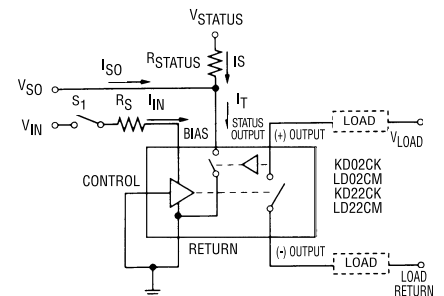 VSTATUS
RSTATUS
IS
ISO
VSO
IT
S1
RS
IIN
VIN
BIAS
STATUS
OUTPUT
(+) OUTPUT
LOAD
VLOAD
CONTROL
KD02CK
LD02CM
KD22CK
LD22CM
RETURN
(-) OUTPUT
LOAD
LOAD
RETURN